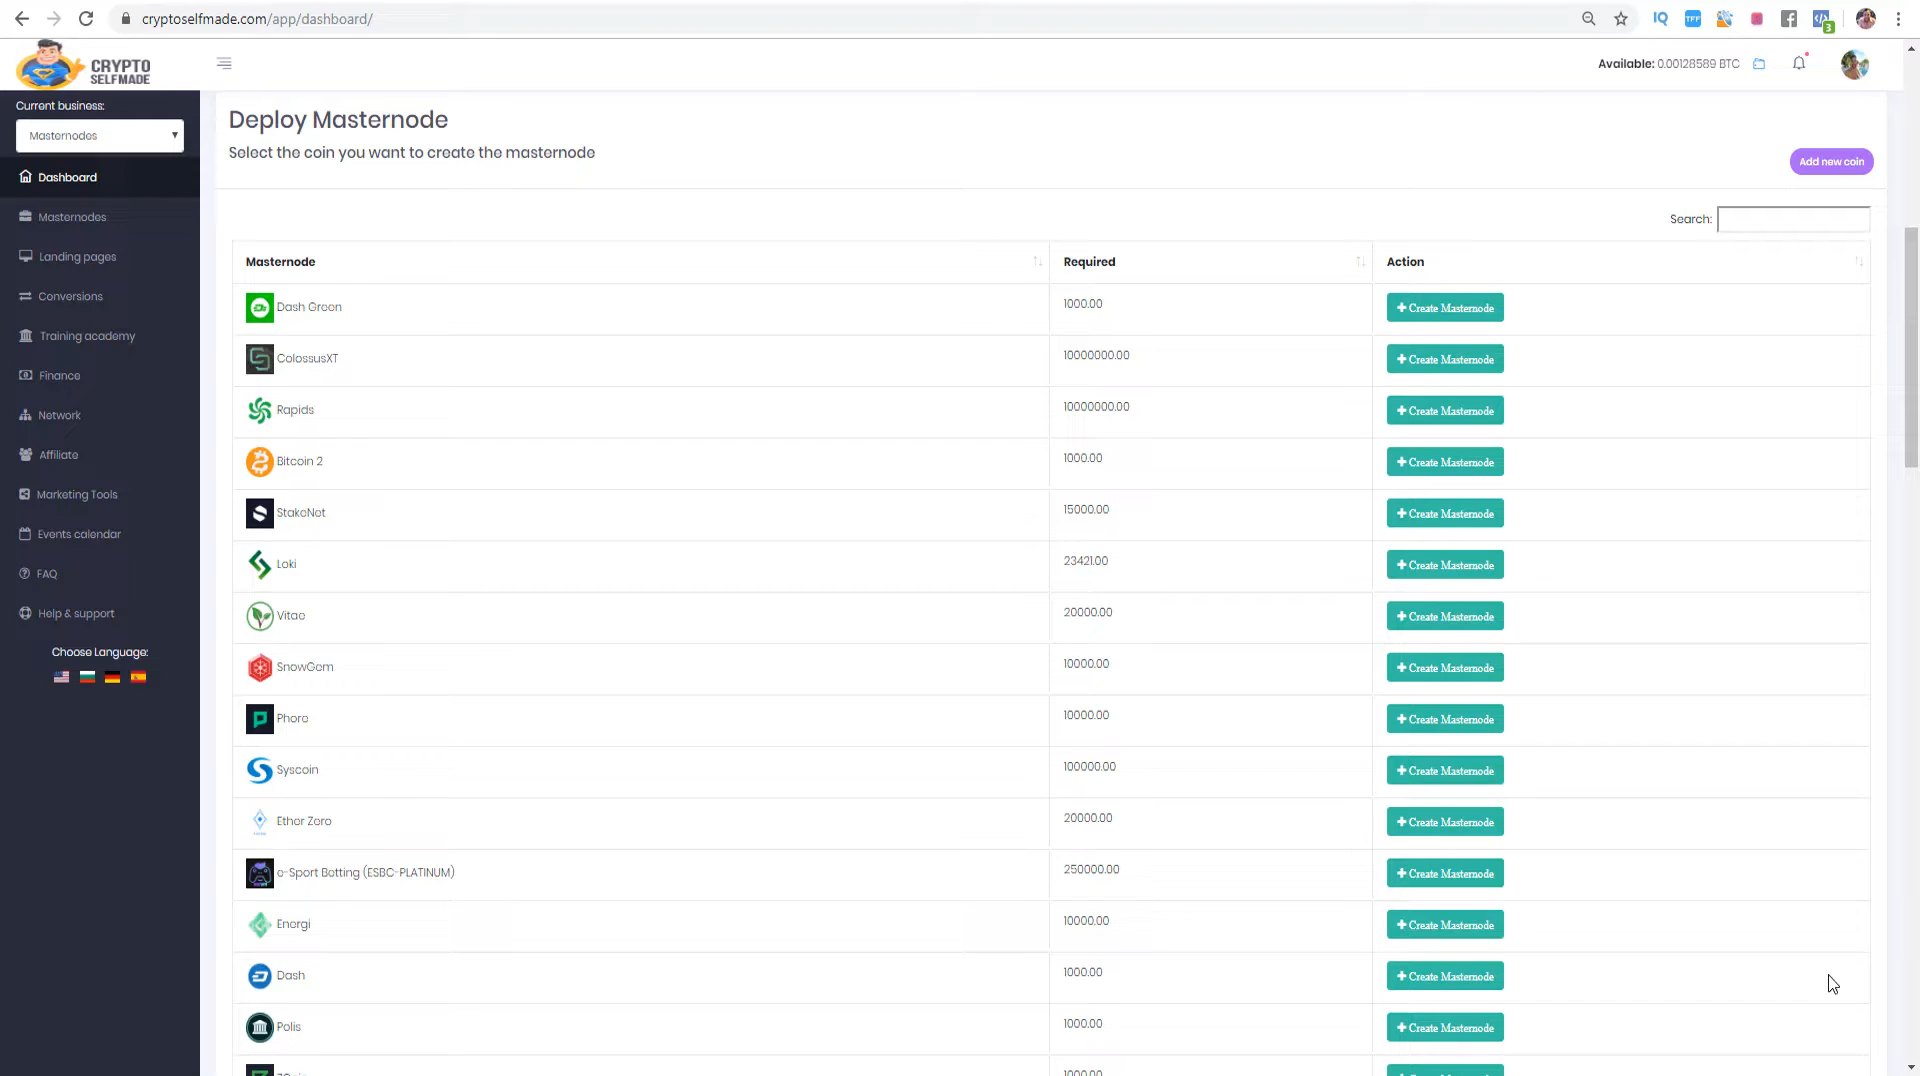 cryptoselfmade.com/app/dashboard/
IQ
TFF
3
CRYPTO
SELFMADE
Available: 0.00128589 BTC
Current business:
Masternodes
Dashboard
Masternodes
Landing pages
Conversions
Training academy
Finance
Network
Affiliate
Marketing Tools
Events calendar
FAQ
Help & support
Choose Language:
Deploy Masternode
Select the coin you want to create the masternode
Add new coin
Search:
Masternode Required Action
Dash Green 1000.00 Create Masternode
ColossusXT 10000000.00 Create Masternode
Rapids 10000000.00 Create Masternode
Bitcoin 2 1000.00 Create Masternode
StakeNet 15000.00 Create Masternode
Loki 23421.00 Create Masternode
Vitae 20000.00 Create Masternode
SnowGem 10000.00 Create Masternode
Phore 10000.00 Create Masternode
Syscoin 100000.00 Create Masternode
Ether Zero 20000.00 Create Masternode
e-Sport Betting (ESBC-PLATINUM) 250000.00 Create Masternode
Energi 10000.00 Create Masternode
Dash 1000.00 Create Masternode
Polis 1000.00 Create Masternode
1000.00